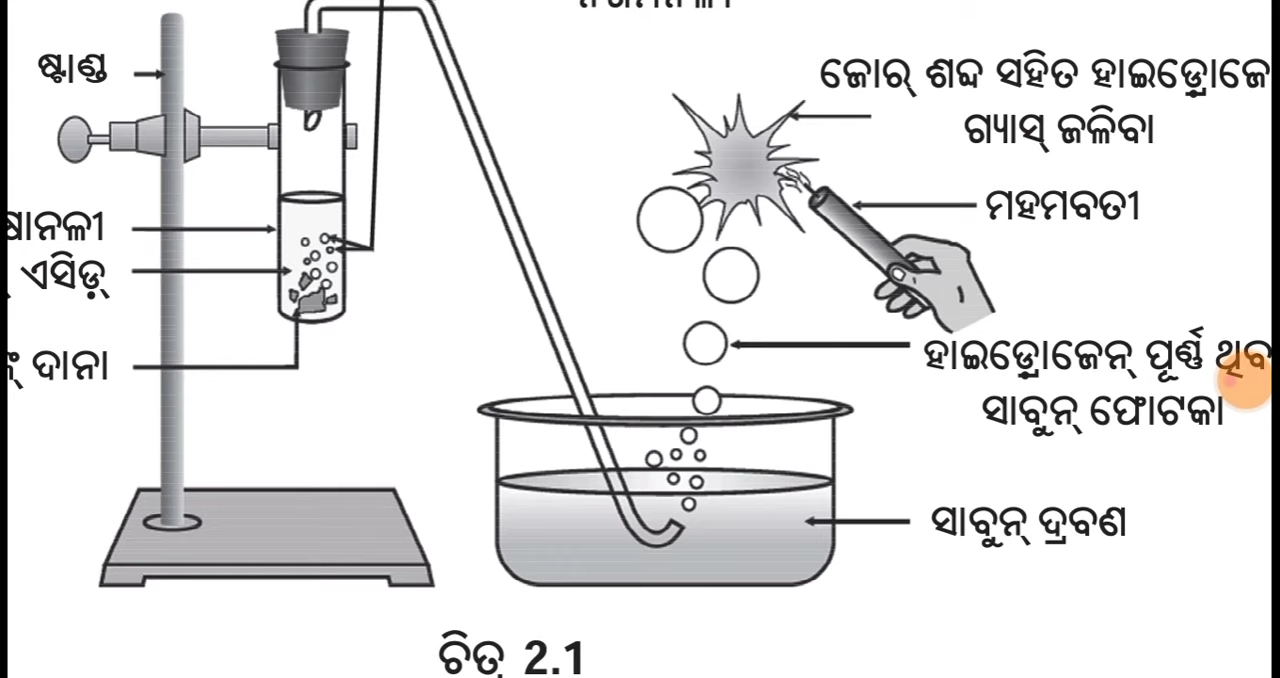 ଷ୍ଟାଣ୍ଡ
ଜୋର୍ ଶବ୍ଦ ସହିତ ହାଇଡ୍ରୋଜେ
ଗ୍ୟାସ୍ ଜଳିବା
ମହମବତୀ
ଷାନଳୀ
ଏସିଡ୍
ଦାନା
ହାଇଡ୍ରୋଜେନ୍ ପୂର୍ଣ୍ଣ ଥିବ
ସାବୁନ୍ ଫୋଟକା
ସାବୁନ୍ ଦ୍ରବଣ
ଚିତ୍ର 2.1